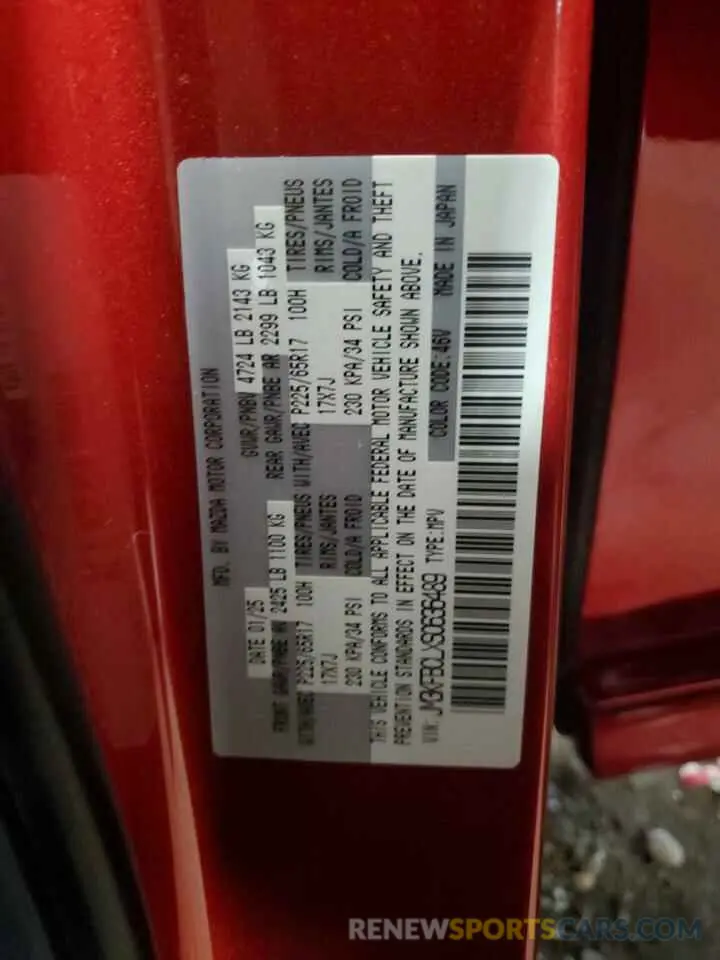 MFD. BY MAZDA MOTOR CORPORATION
DATE 01/25 GVWR/PNBV 4724 LB 2143 KG
FRONT GAWR/PNBE AV 2425 LB 1100 KG REAR GAWR/PNBE AR 2299 LB 1043 KG
WITH/AVEC P225/65R17 100H TIRES/PNEUS WITH/AVEC P225/65R17 100H TIRES/PNEUS
17X7J RIMS/JANTES 17X7J RIMS/JANTES
230 KPA/34 PSI COLD/A FROID 230 KPA/34 PSI COLD/A FROID
THIS VEHICLE CONFORMS TO ALL APPLICABLE FEDERAL MOTOR VEHICLE SAFETY AND THEFT
PREVENTION STANDARDS IN EFFECT ON THE DATE OF MANUFACTURE SHOWN ABOVE.
VIN: JM3KFBCLXS0636489 TYPE:MPV COLOR CODE:46V MADE IN JAPAN
RENEWSPORTSCARS.COM